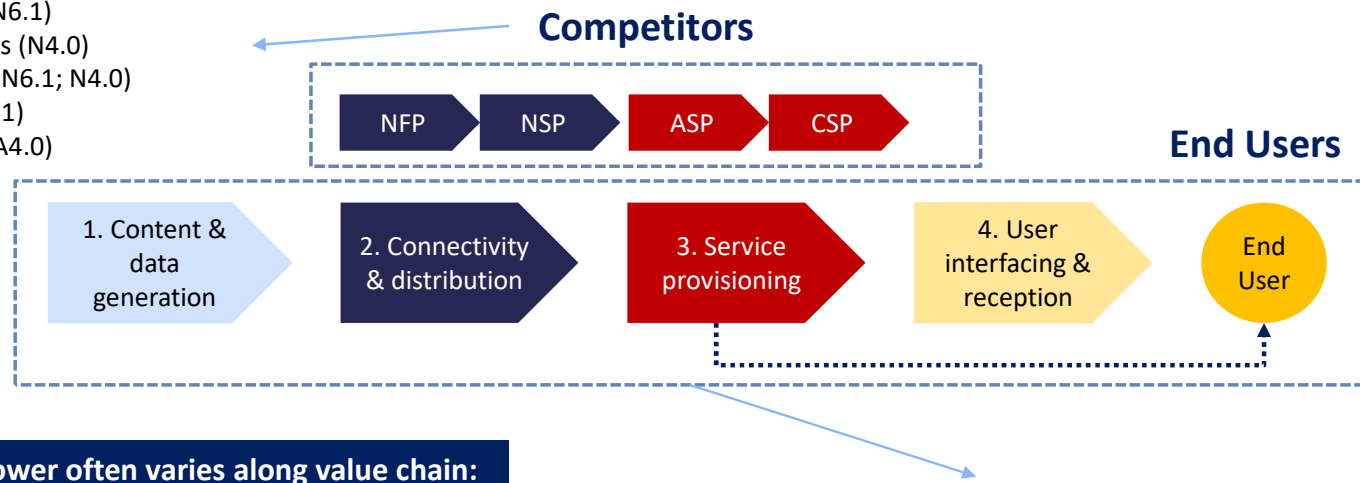 N6.1)
s (N4.0)
N6.1; N4.0)
1)
A4.0)
Competitors
NFP
NSP
ASP
CSP
End Users
1. Content &
data
generation
2. Connectivity
& distribution
3. Service
provisioning
4. User
interfacing &
reception
End
User
ower often varies along value chain: